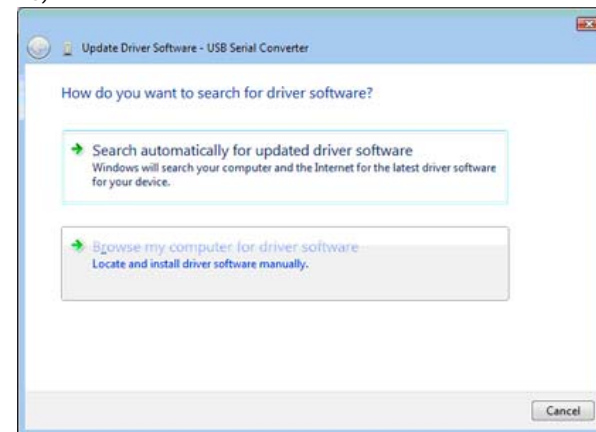 Update Driver Software - USB Serial Converter
How do you want to search for driver software?
Search automatically for updated driver software
Windows will search your computer and the Internet for the latest driver software
for your device.
Browse my computer for driver software
Locate and install driver software manually.
Cancel